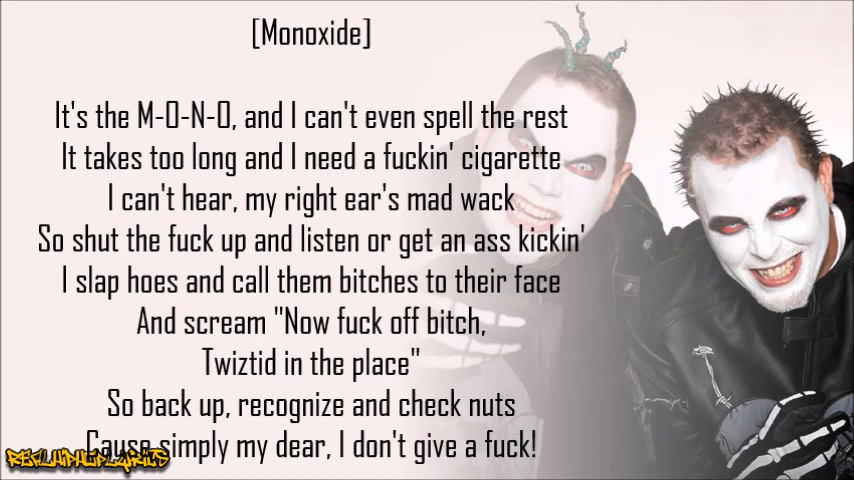 [Monoxide]
It's the M-O-N-O, and I can't even spell the rest
It takes too long and I need a fuckin' cigarette
I can't hear, my right ear's mad wack
So shut the fuck up and listen or get an ass kickin'
I slap hoes and call them bitches to their face
And scream "Now fuck off bitch,
Twiztid in the place"
So back up, recognize and check nuts
Cause simply my dear, I don't give a fuck!
REALHIPHOPLYRICS